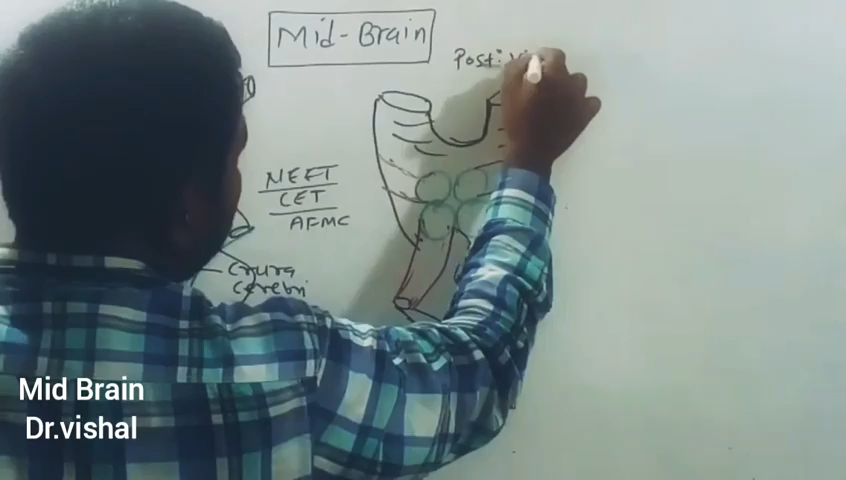 Mid-Brain
Post:
NEET
CET
AFMC
Crura
Cerebri
Mid Brain
Dr.vishal